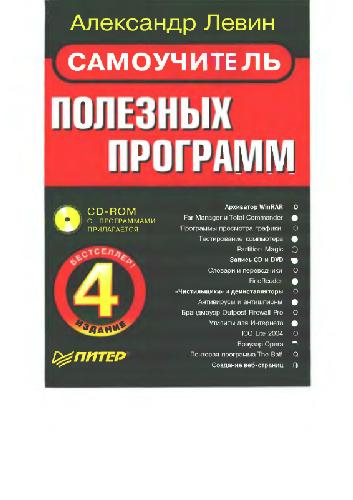 Александр Левин
САМОУЧИТЕЛЬ
ПОЛЕЗНЫХ
ПРОГРАММ
CD-ROM
С ПРОГРАММАМИ
ПРИЛАГАЕТСЯ
Архиватор WinRAR
Far Manager и Total Commander
Программы просмотра графики
Тестирование компьютера
Partition Magic
Запись CD и DVD
Словари и переводчики
FineReader
«Чистильщики» и деинсталляторы
Антивирусы и антишпионы
Брандмауэр Outpost Firewall Pro
Утилиты для Интернета
ICQ Lite 2004
Браузер Opera
Почтовая программа The Bat!
Создание веб-страниц
БЕСТСЕЛЛЕР!
4
ИЗДАНИЕ
ПИТЕР